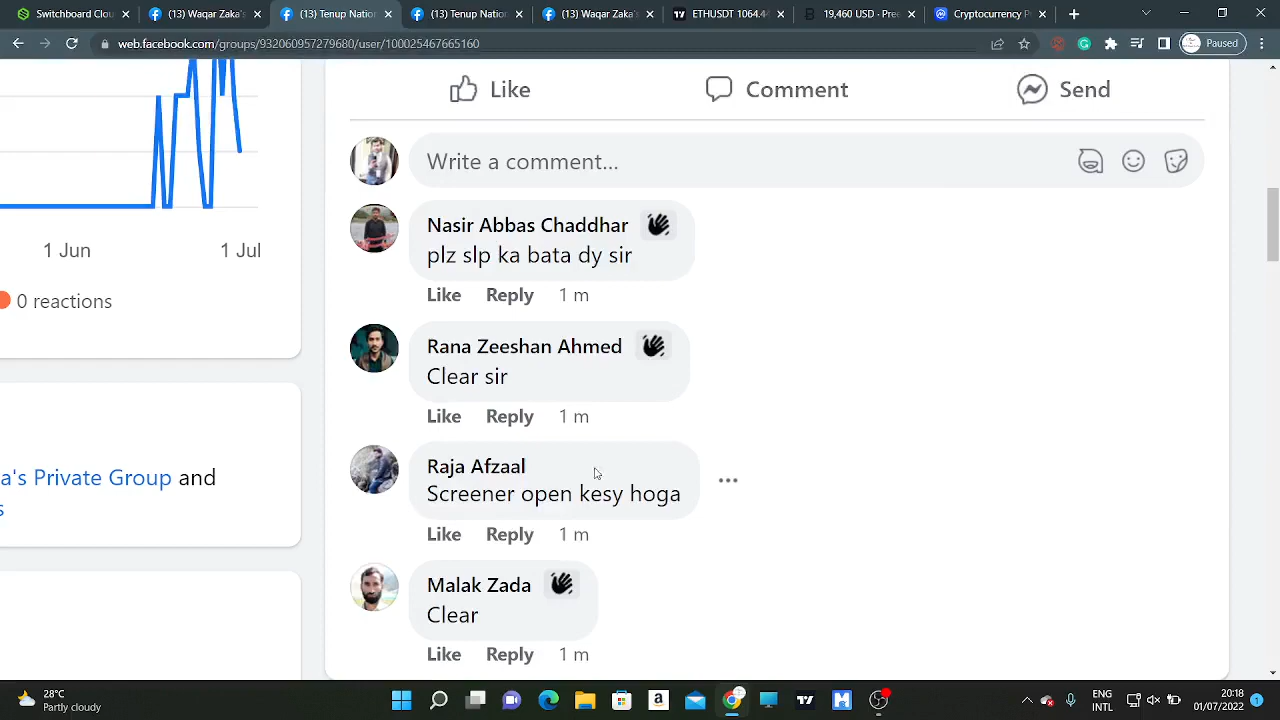 Switchboard Clou
(13) Waqar Zaka's
(13) Tenup Nation
(13) Tenup Nation
(13) Waqar Zaka's
ETHUSDT 1064.4
19,460 USD - Pre
Cryptocurrency P
web.facebook.com/groups/932060957279680/user/100025467665160
Paused
Like
Comment
Send
Write a comment...
Nasir Abbas Chaddhar
plz slp ka bata dy sir
Like Reply 1 m
1 Jun
1 Jul
0 reactions
Rana Zeeshan Ahmed
Clear sir
Like Reply 1 m
a's Private Group and
s
Raja Afzaal
Screener open kesy hoga
Like Reply 1 m
Malak Zada
Clear
Like Reply 1 m
28°C
Partly cloudy
ENG
INTL
20:18
01/07/2022
1